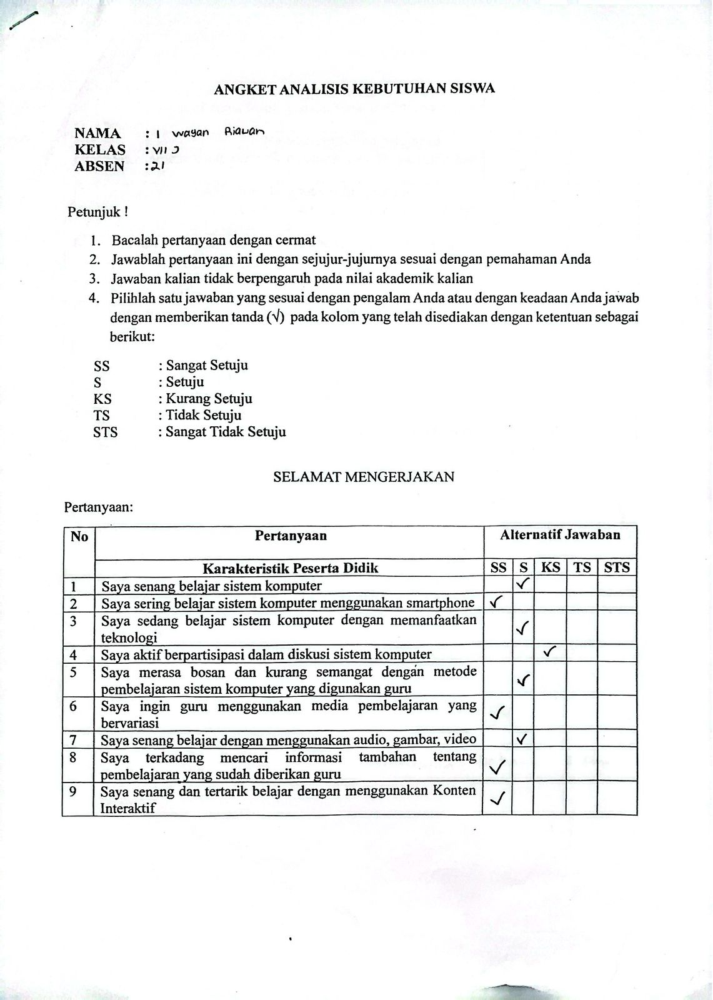 ANGKET ANALISIS KEBUTUHAN SISWA
NAMA : I Wayan Riawan
KELAS : VII J
ABSEN : 21
Petunjuk !
1. Bacalah pertanyaan dengan cermat
2. Jawablah pertanyaan ini dengan sejujur-jujurnya sesuai dengan pemahaman Anda
3. Jawaban kalian tidak berpengaruh pada nilai akademik kalian
4. Pilihlah satu jawaban yang sesuai dengan pengalam Anda atau dengan keadaan Anda jawab
dengan memberikan tanda (√) pada kolom yang telah disediakan dengan ketentuan sebagai
berikut:
SS : Sangat Setuju
S : Setuju
KS : Kurang Setuju
TS : Tidak Setuju
STS : Sangat Tidak Setuju
SELAMAT MENGERJAKAN
Pertanyaan:
No Pertanyaan Alternatif Jawaban
Karakteristik Peserta Didik SS S KS TS STS
1 Saya senang belajar sistem komputer ✓
2 Saya sering belajar sistem komputer menggunakan smartphone ✓
3 Saya sedang belajar sistem komputer dengan memanfaatkan
teknologi ✓
4 Saya aktif berpartisipasi dalam diskusi sistem komputer ✓
5 Saya merasa bosan dan kurang semangat dengan metode
pembelajaran sistem komputer yang digunakan guru ✓
6 Saya ingin guru menggunakan media pembelajaran yang
bervariasi ✓
7 Saya senang belajar dengan menggunakan audio, gambar, video ✓
8 Saya terkadang mencari informasi tambahan tentang
pembelajaran yang sudah diberikan guru ✓
9 Saya senang dan tertarik belajar dengan menggunakan Konten
Interaktif ✓